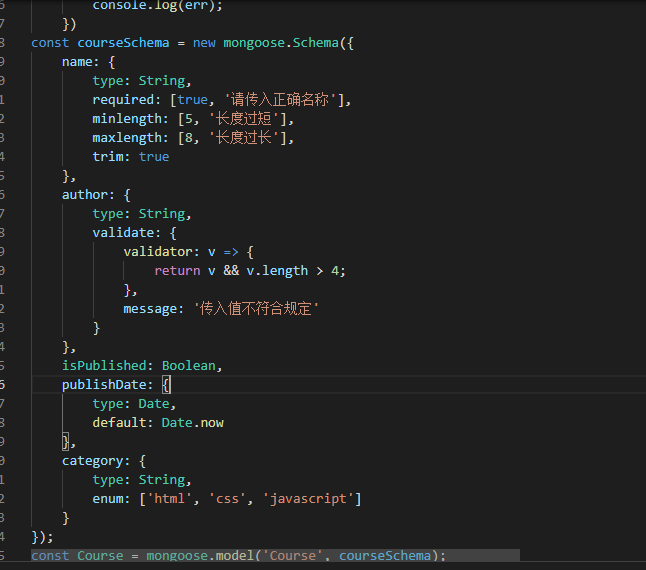 6            console.log(err);
7        })
8    const courseSchema = new mongoose.Schema({
9        name: {
0            type: String,
1            required: [true, '请传入正确名称'],
2            minlength: [5, '长度过短'],
3            maxlength: [8, '长度过长'],
4            trim: true
5        },
6        author: {
7            type: String,
8            validate: {
9                validator: v => {
0                    return v && v.length > 4;
1                },
2                message: '传入值不符合规定'
3            }
4        },
5        isPublished: Boolean,
6        publishDate: {
7            type: Date,
8            default: Date.now
9        },
0        category: {
1            type: String,
2            enum: ['html', 'css', 'javascript']
3        }
4    });
5    const Course = mongoose.model('Course', courseSchema);